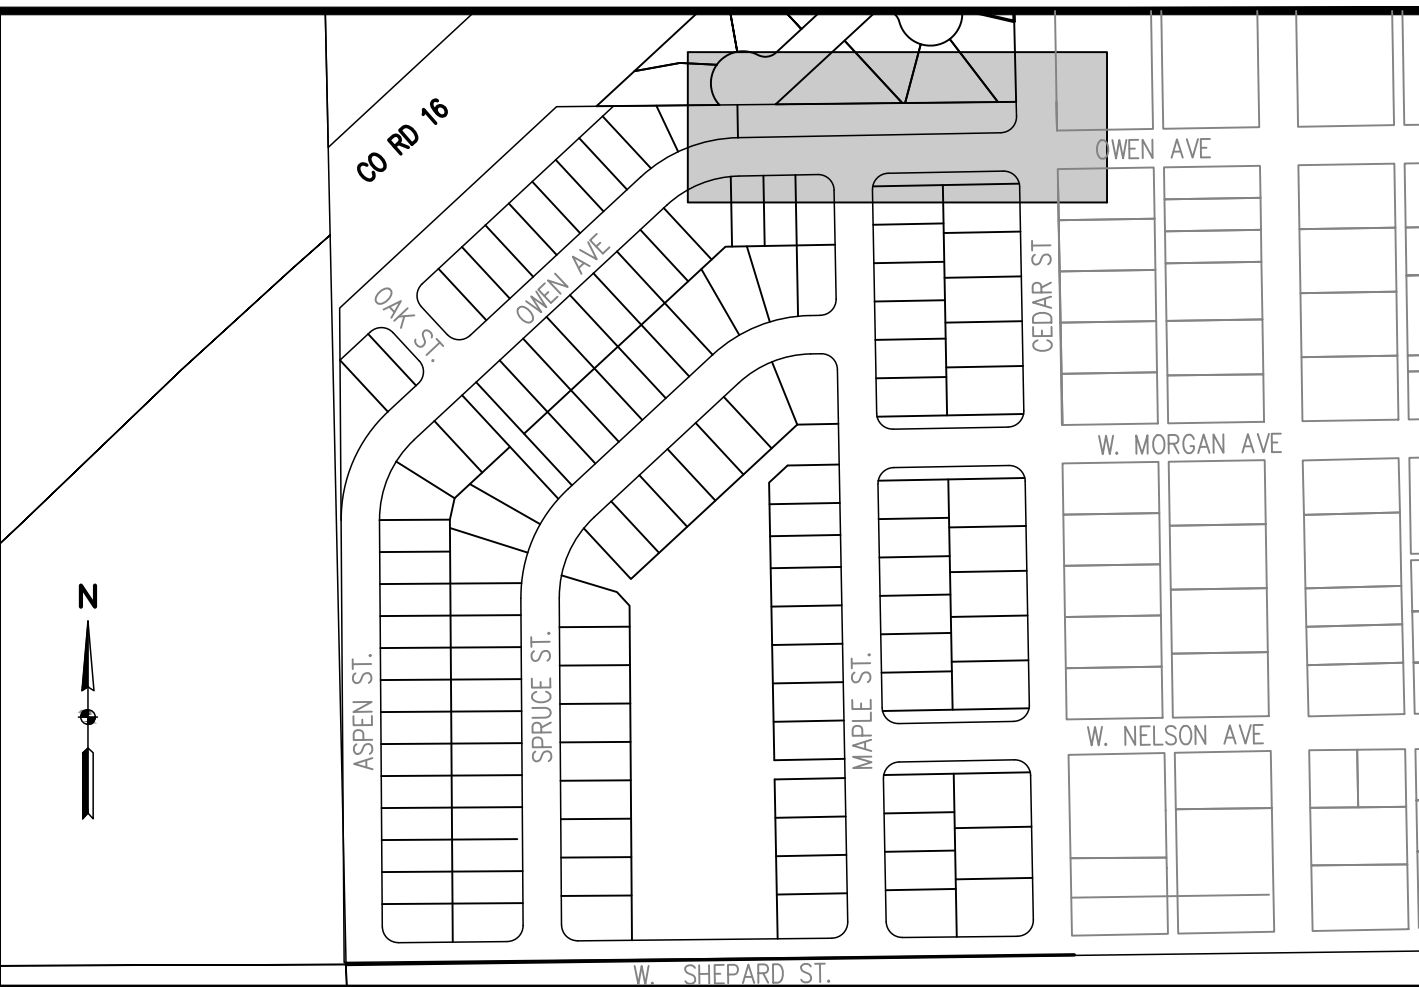 CO RD 16
OWEN AVE
OWEN AVE
OAK ST.
CEDAR ST
W. MORGAN AVE
N
ASPEN ST.
SPRUCE ST.
MAPLE ST.
W. NELSON AVE
W. SHEPARD ST.